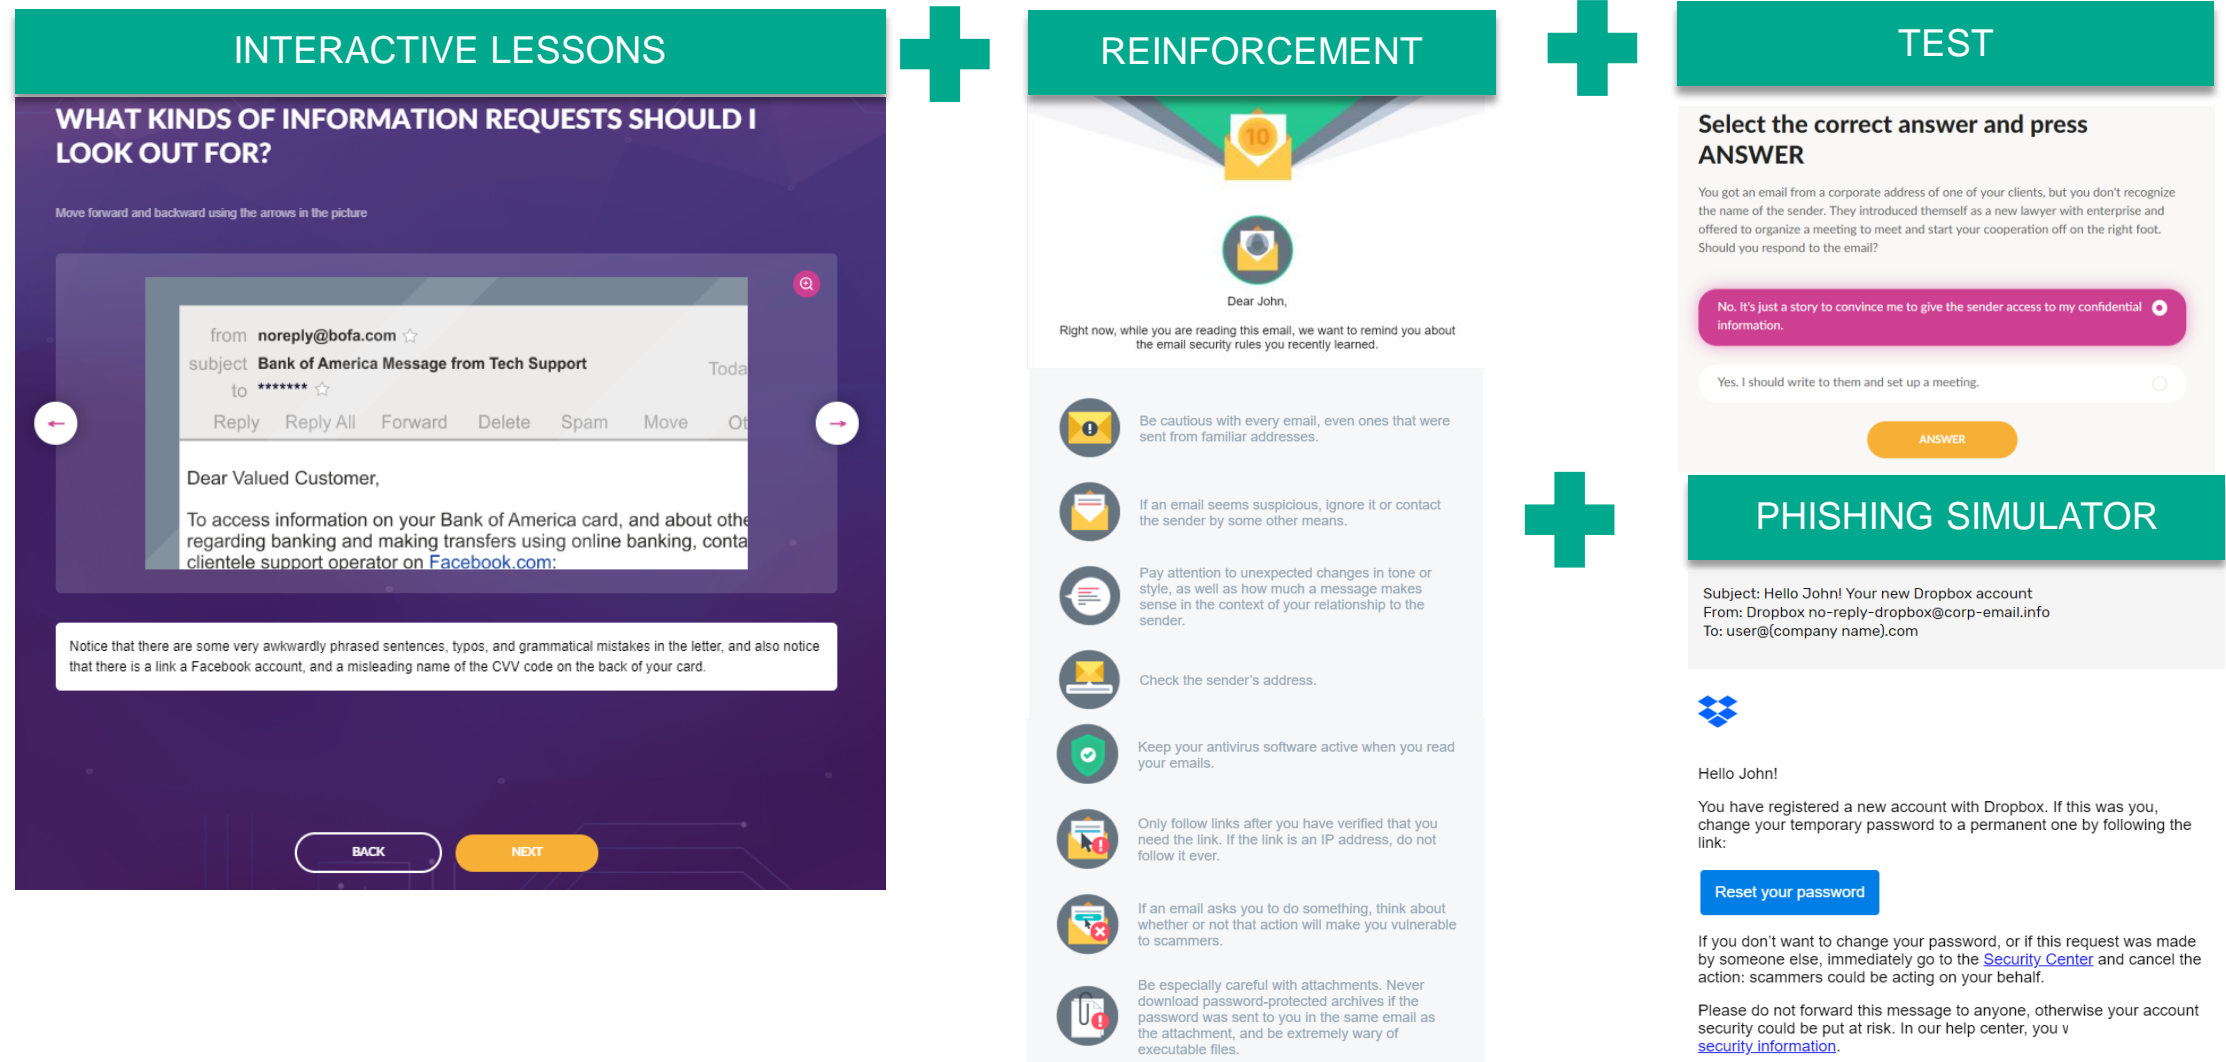 INTERACTIVE LESSONS
WHAT KINDS OF INFORMATION REQUESTS SHOULD I
LOOK OUT FOR?
Move forward and backward using the arrows in the picture
from noreply@bofa.com
subject Bank of America Message from Tech Support
Toda
to *******
Reply Reply All Forward Delete Spam Move Ot
Dear Valued Customer,
To access information on your Bank of America card, and about othe
regarding banking and making transfers using online banking, conta
clientele support operator on Facebook.com:
Notice that there are some very awkwardly phrased sentences, typos, and grammatical mistakes in the letter, and also notice
that there is a link a Facebook account, and a misleading name of the CVV code on the back of your card.
BACK
NEXT
REINFORCEMENT
10
Dear John,
Right now, while you are reading this email, we want to remind you about
the email security rules you recently learned.
Be cautious with every email, even ones that were
sent from familiar addresses.
If an email seems suspicious, ignore it or contact
the sender by some other means.
Pay attention to unexpected changes in tone or
style, as well as how much a message makes
sense in the context of your relationship to the
sender.
Check the sender's address.
Keep your antivirus software active when you read
your emails.
Only follow links after you have verified that you
need the link. If the link is an IP address, do not
follow it ever.
If an email asks you to do something, think about
whether or not that action will make you vulnerable
to scammers.
Be especially careful with attachments. Never
download password-protected archives if the
password was sent to you in the same email as
the attachment, and be extremely wary of
executable files.
TEST
Select the correct answer and press
ANSWER
You got an email from a corporate address of one of your clients, but you don't recognize
the name of the sender. They introduced themself as a new lawyer with enterprise and
offered to organize a meeting to meet and start your cooperation off on the right foot.
Should you respond to the email?
No. It's just a story to convince me to give the sender access to my confidential
information.
Yes. I should write to them and set up a meeting.
ANSWER
PHISHING SIMULATOR
Subject: Hello John! Your new Dropbox account
From: Dropbox no-reply-dropbox@corp-email.info
To: user@(company name).com
Hello John!
You have registered a new account with Dropbox. If this was you,
change your temporary password to a permanent one by following the
link:
Reset your password
If you don't want to change your password, or if this request was made
by someone else, immediately go to the Security Center and cancel the
action: scammers could be acting on your behalf.
Please do not forward this message to anyone, otherwise your account
security could be put at risk. In our help center, you
security information.